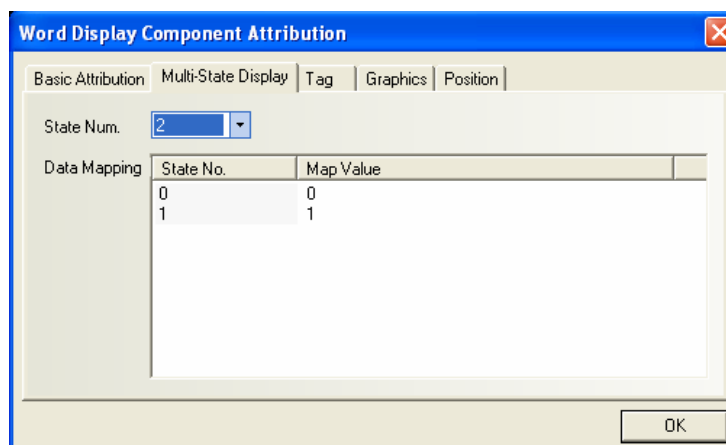 Word Display Component Attribution
Basic Attribution Multi-State Display Tag Graphics Position
State Num. 2
Data Mapping State No. Map Value
0 0
1 1
OK